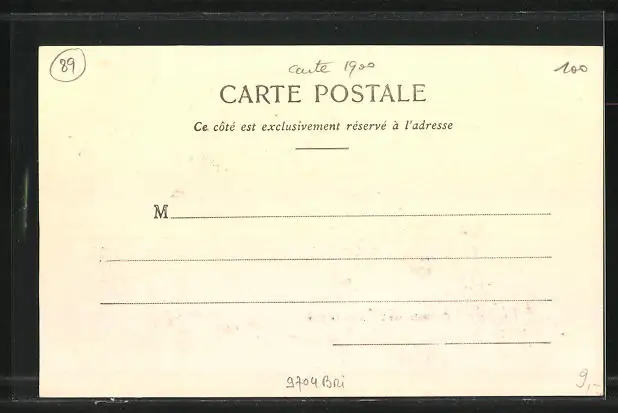 89
carte 1900
100
CARTE POSTALE
Ce côté est exclusivement réservé à l'adresse
M
9704 BRI
9,-